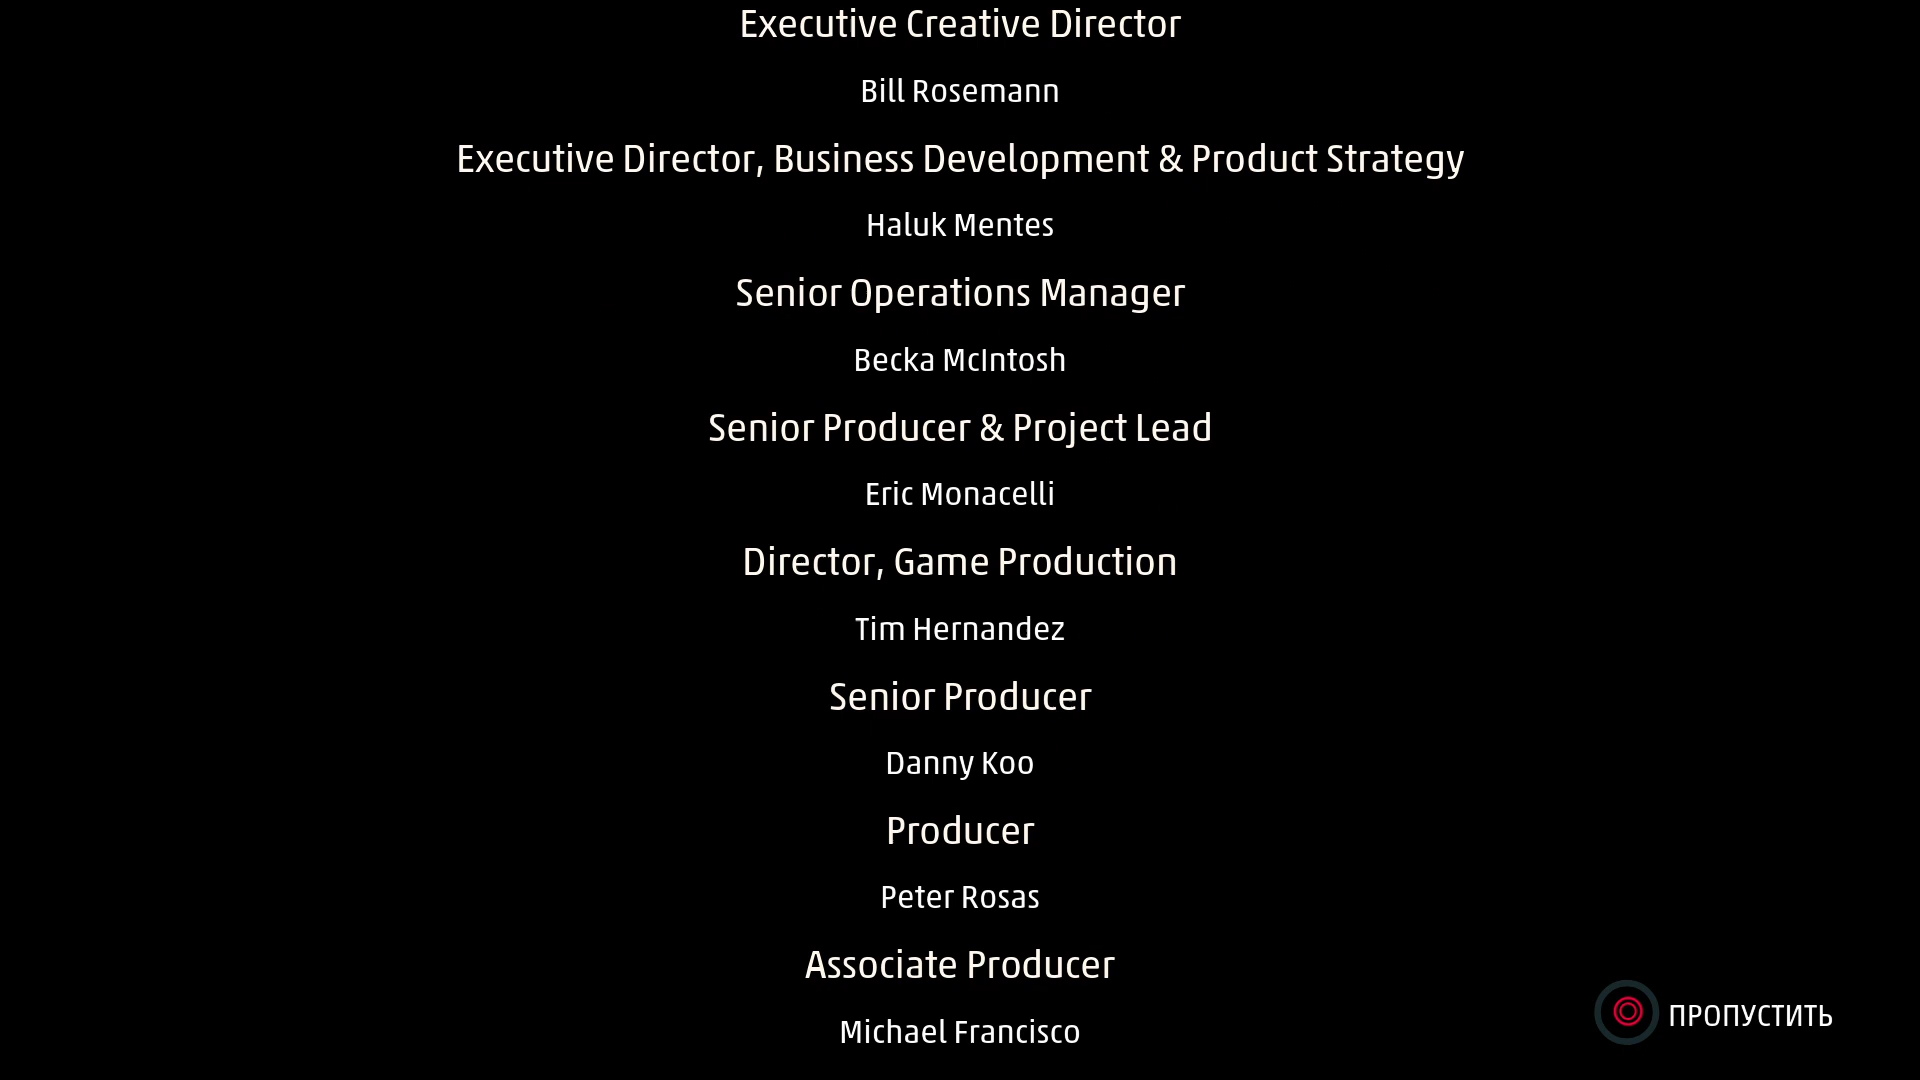 Executive Creative Director
Bill Rosemann
Executive Director, Business Development & Product Strategy
Haluk Mentes
Senior Operations Manager
Becka McIntosh
Senior Producer & Project Lead
Eric Monacelli
Director, Game Production
Tim Hernandez
Senior Producer
Danny Koo
Producer
Peter Rosas
Associate Producer
Michael Francisco
ПРОПУСТИТЬ